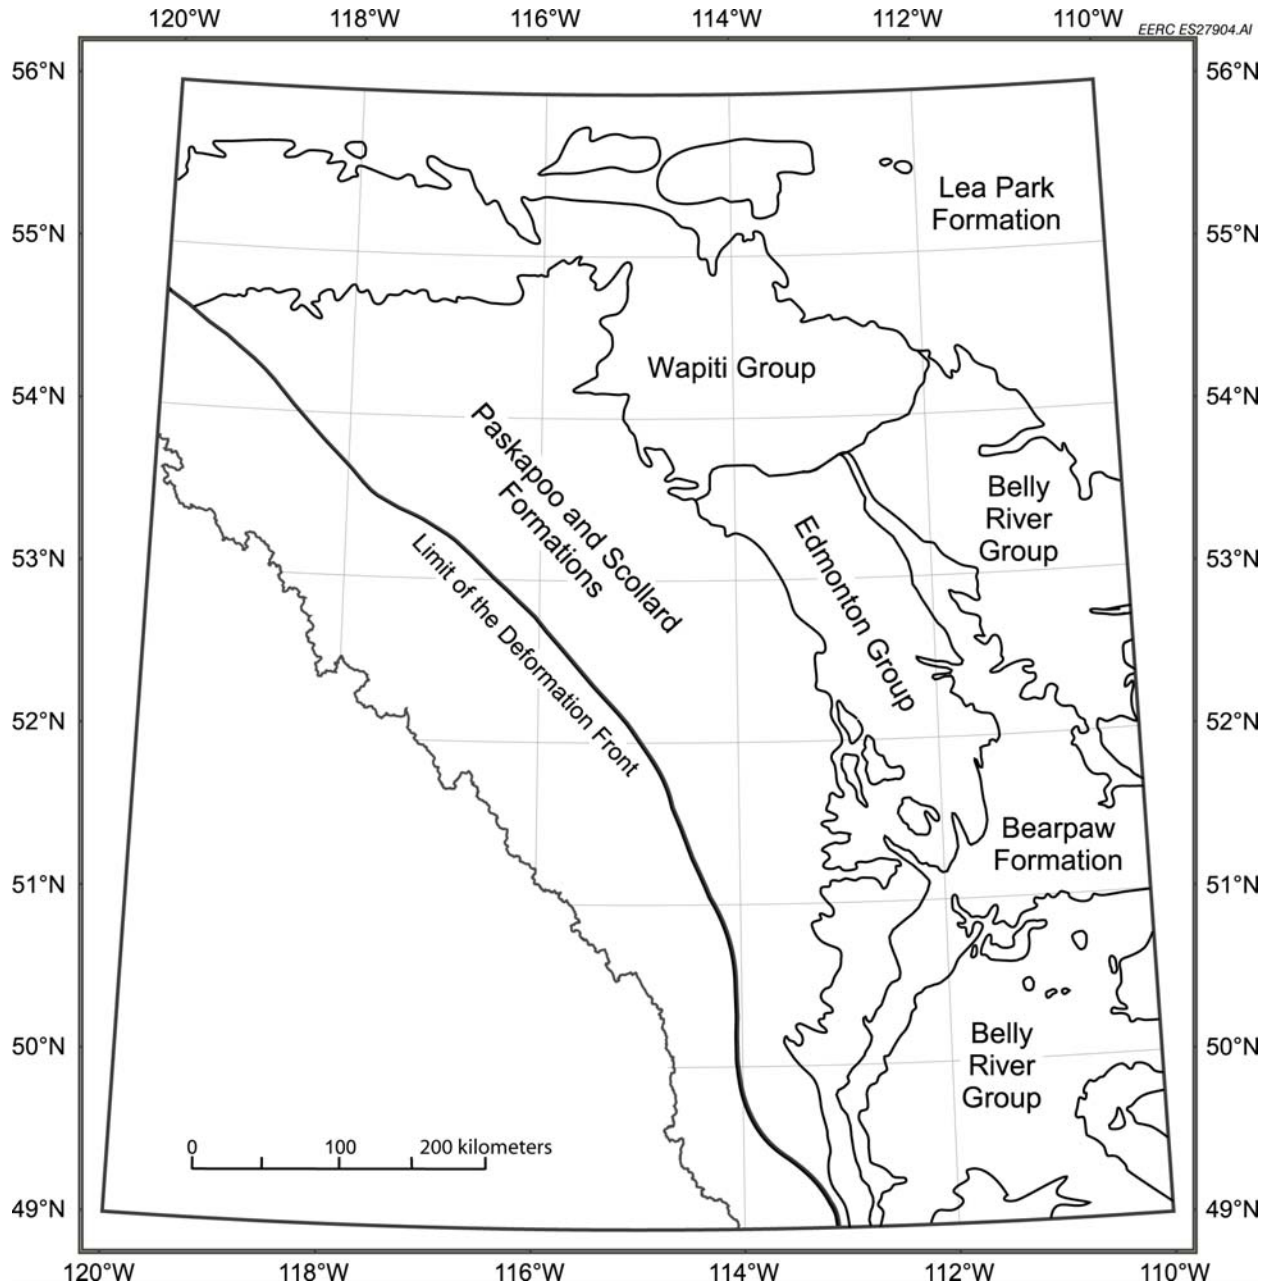 120°W 118°W 116°W 114°W 112°W 110°W
EERC ES27904.AI
56°N 56°N
Lea Park
Formation
55°N 55°N
Wapiti Group
54°N 54°N
Paskapoo and Scollard
Formations
Belly
River
Group
Edmonton Group
53°N 53°N
Limit of the Deformation Front
52°N 52°N
Bearpaw
Formation
51°N 51°N
Belly
River
Group
50°N 50°N
0 100 200 kilometers
49°N 49°N
120°W 118°W 116°W 114°W 112°W 110°W